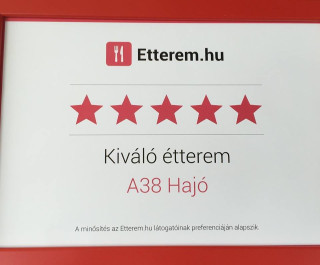 Etterem.hu
Kiváló étterem
A38 Hajó
A minősítés az Etterem.hu látogatóinak preferenciáján alapszik.